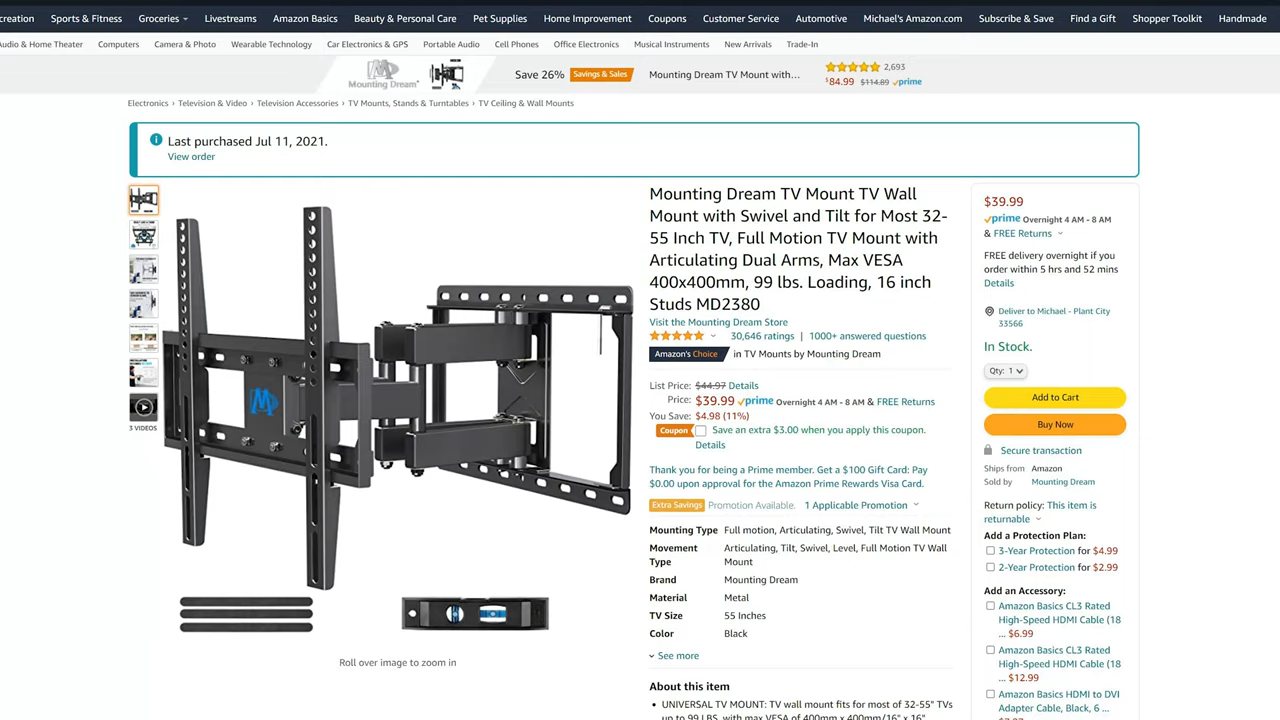 creation Sports & Fitness Groceries Livestreams Amazon Basics Beauty & Personal Care Pet Supplies Home Improvement Coupons Customer Service Automotive Michael's Amazon.com Subscribe & Save Find a Gift Shopper Toolkit Handmade
Audio & Home Theater Computers Camera & Photo Wearable Technology Car Electronics & GPS Portable Audio Cell Phones Office Electronics Musical Instruments New Arrivals Trade-In
Mounting Dream Save 26% Savings & Sales Mounting Dream TV Mount with... 2,693
$84.99 $114.89 prime
Electronics › Television & Video › Television Accessories › TV Mounts, Stands & Turntables › TV Ceiling & Wall Mounts
Last purchased Jul 11, 2021.
View order
3 VIDEOS
Roll over image to zoom in
Mounting Dream TV Mount TV Wall
Mount with Swivel and Tilt for Most 32-
55 Inch TV, Full Motion TV Mount with
Articulating Dual Arms, Max VESA
400x400mm, 99 lbs. Loading, 16 inch
Studs MD2380
Visit the Mounting Dream Store
30,646 ratings | 1000+ answered questions
Amazon's Choice in TV Mounts by Mounting Dream
List Price: $44.97 Details
Price: $39.99 prime Overnight 4 AM - 8 AM & FREE Returns
You Save: $4.98 (11%)
Coupon Save an extra $3.00 when you apply this coupon.
Details
Thank you for being a Prime member. Get a $100 Gift Card: Pay
$0.00 upon approval for the Amazon Prime Rewards Visa Card.
Extra Savings Promotion Available. 1 Applicable Promotion
Mounting Type Full motion, Articulating, Swivel, Tilt TV Wall Mount
Movement Articulating, Tilt, Swivel, Level, Full Motion TV Wall
Type Mount
Brand Mounting Dream
Material Metal
TV Size 55 Inches
Color Black
See more
About this item
• UNIVERSAL TV MOUNT: TV wall mount fits for most of 32-55" TVs
up to 99 LBS, with max VESA of 400mm x 400mm/16" x 16"
$39.99
prime Overnight 4 AM - 8 AM
& FREE Returns
FREE delivery overnight if you
order within 5 hrs and 52 mins
Details
Deliver to Michael - Plant City
33566
In Stock.
Qty: 1
Add to Cart
Buy Now
Secure transaction
Ships from Amazon
Sold by Mounting Dream
Return policy: This item is
returnable
Add a Protection Plan:
3-Year Protection for $4.99
2-Year Protection for $2.99
Add an Accessory:
Amazon Basics CL3 Rated
High-Speed HDMI Cable (18
... $6.99
Amazon Basics CL3 Rated
High-Speed HDMI Cable (18
... $12.99
Amazon Basics HDMI to DVI
Adapter Cable, Black, 6 ...